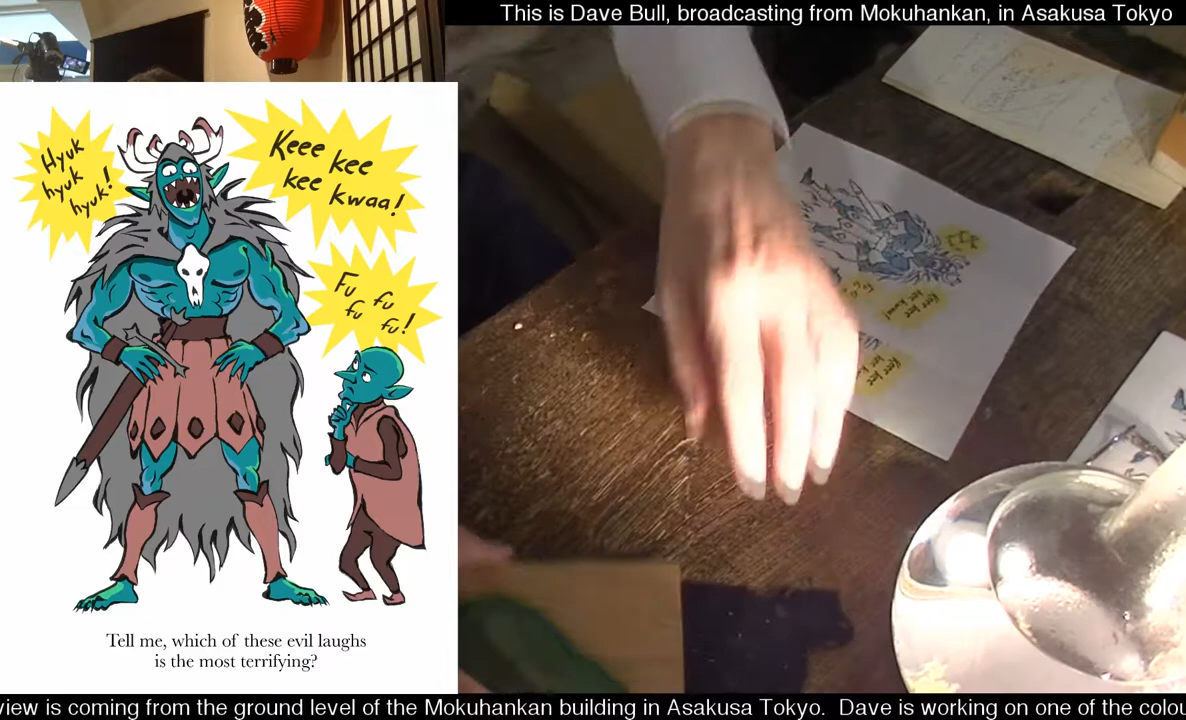 This is Dave Bull, broadcasting from Mokuhankan, in Asakusa Tokyo
Hyuk
hyuk
hyuk!
Keee kee
kee kwaa!
Fu fu
fu fu!
Tell me, which of these evil laughs
is the most terrifying?
view is coming from the ground level of the Mokuhankan building in Asakusa Tokyo. Dave is working on one of the colou